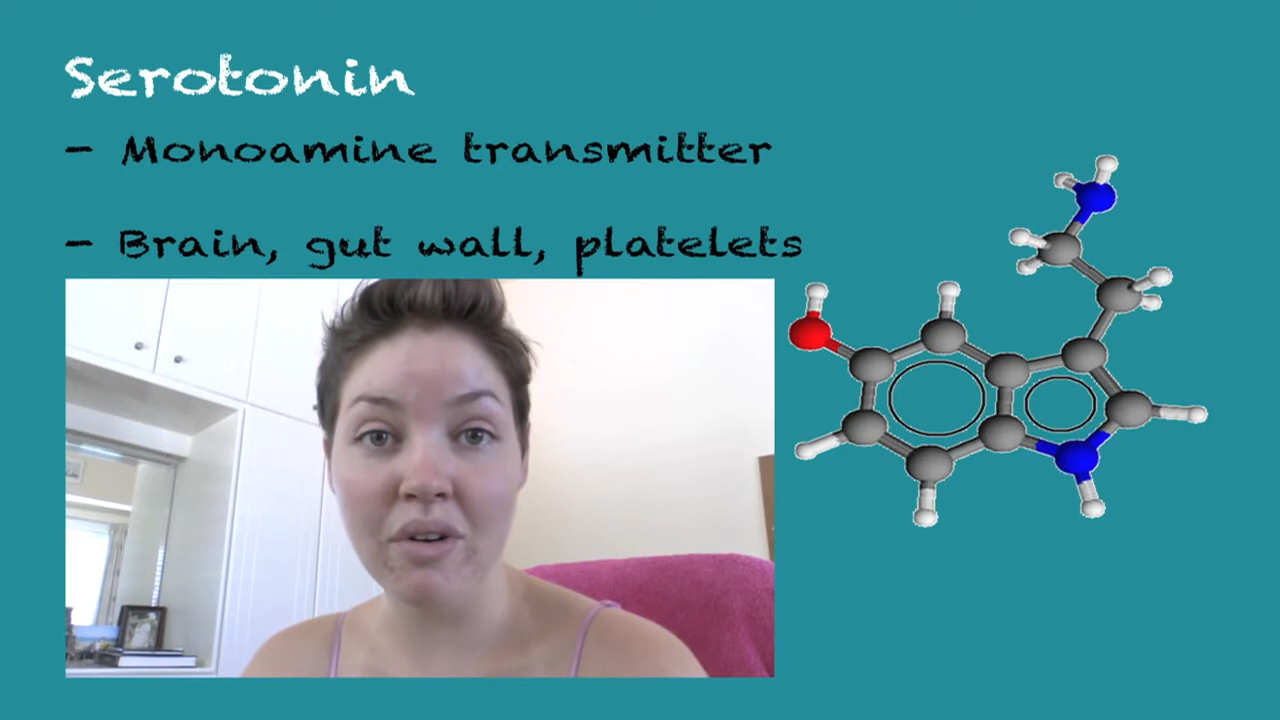 Serotonin
- Monoamine transmitter
- Brain, gut wall, platelets